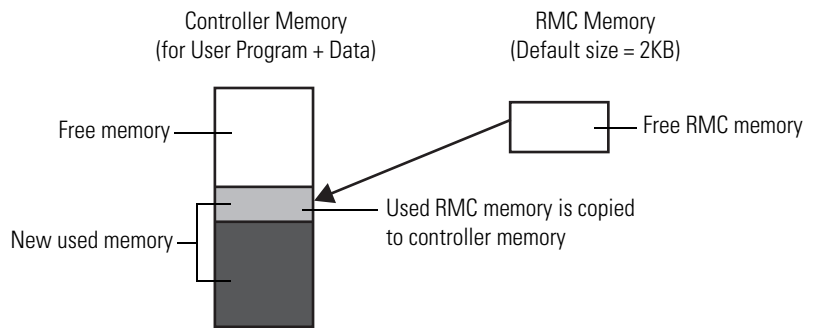 Controller Memory
(for User Program + Data)
RMC Memory
(Default size = 2KB)
Free memory
Free RMC memory
Used RMC memory is copied
to controller memory
New used memory